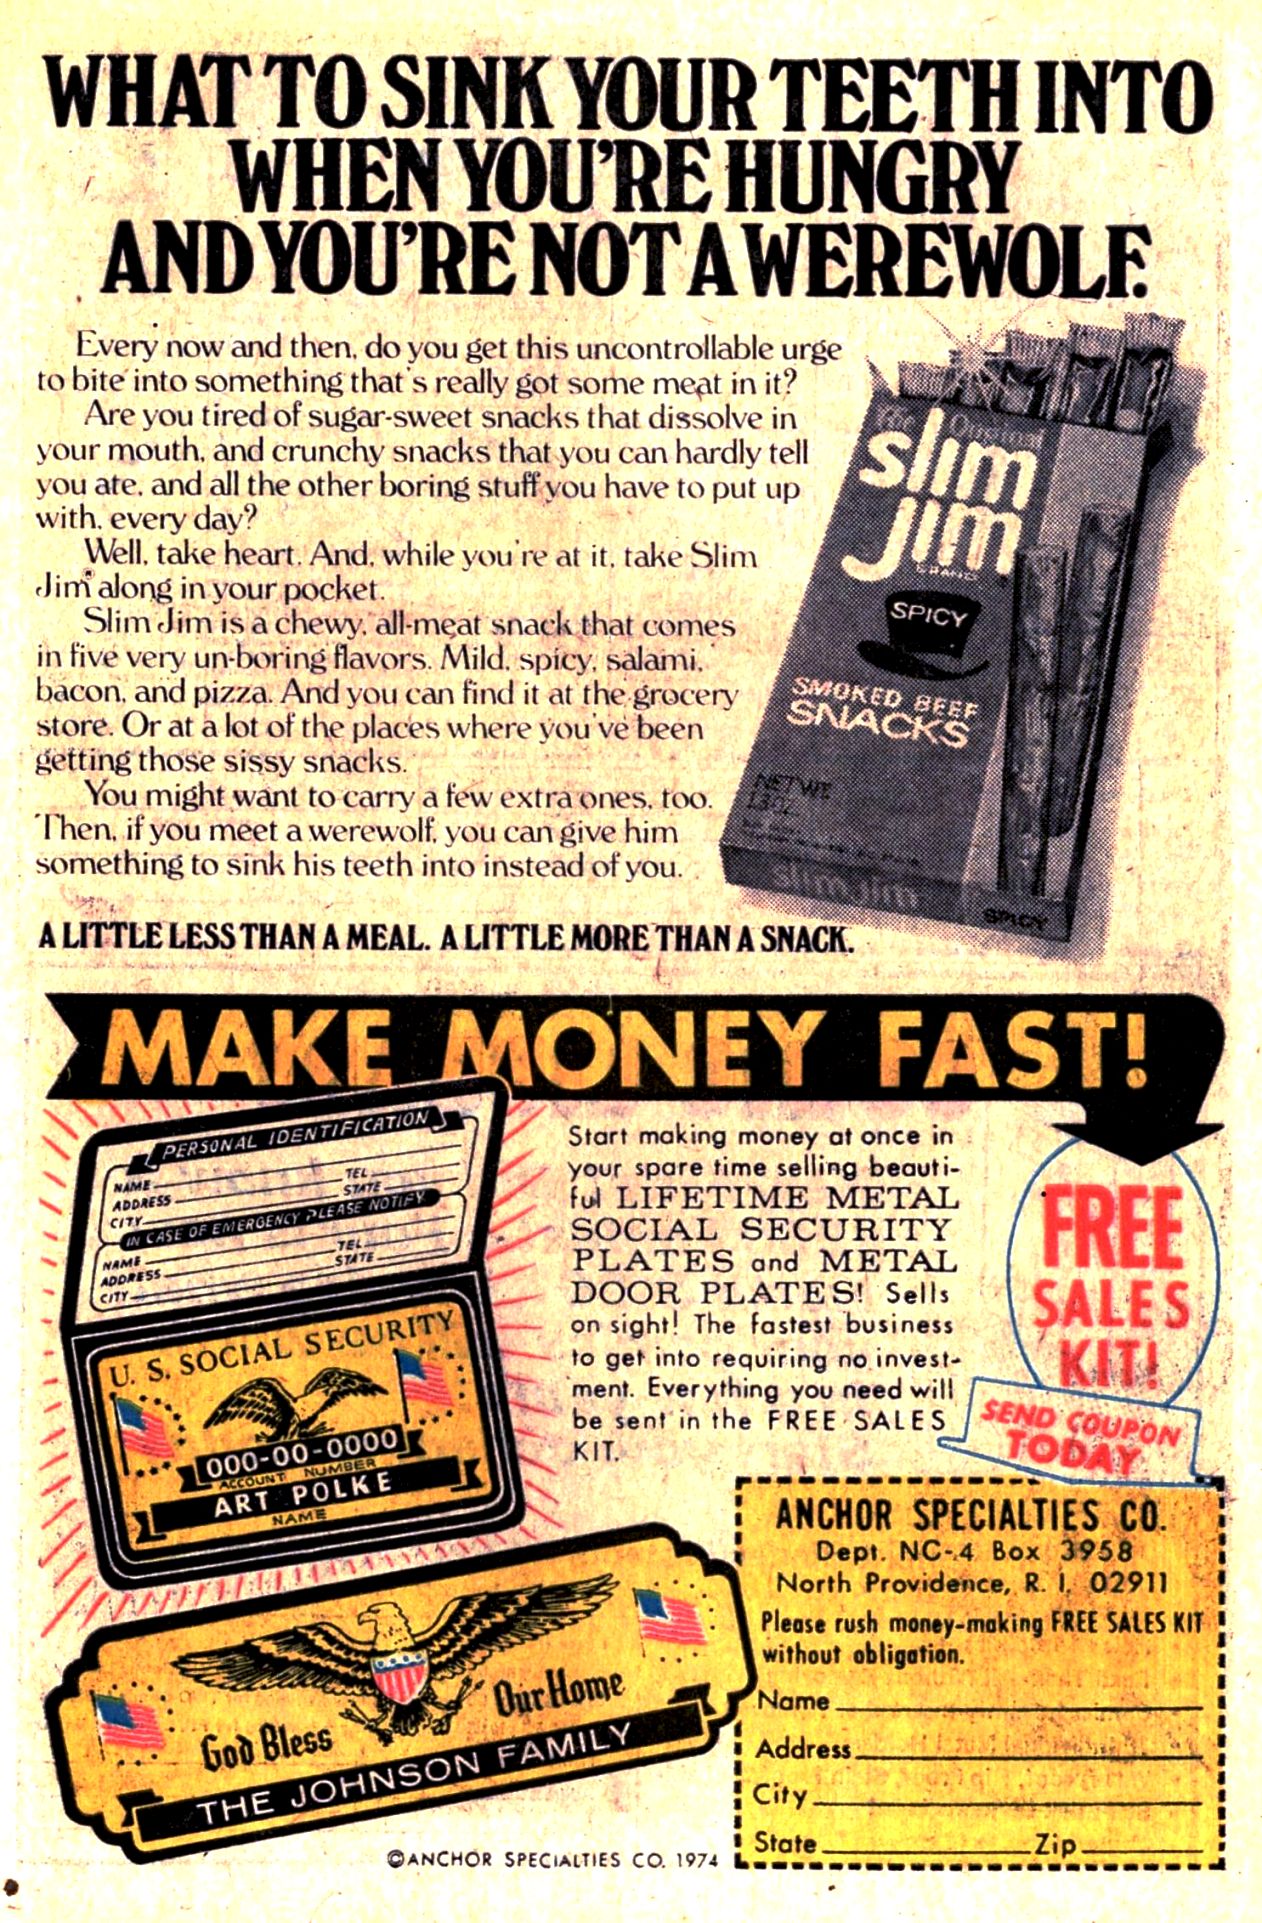 WHAT TO SINK YOUR TEETH INTO
WHEN YOU'RE HUNGRY
AND YOU'RE NOT A WEREWOLF.
Every now and then, do you get this uncontrollable urge
to bite into something that's really got some meat in it?
Are you tired of sugar-sweet snacks that dissolve in
your mouth, and crunchy snacks that you can hardly tell
you ate, and all the other boring stuff you have to put up
with, every day?
Well, take heart. And, while you're at it, take Slim
Jim® along in your pocket.
Slim Jim is a chewy, all-meat snack that comes
in five very un-boring flavors. Mild, spicy, salami,
bacon, and pizza. And you can find it at the grocery
store. Or at a lot of the places where you've been
getting those sissy snacks.
You might want to carry a few extra ones, too.
Then, if you meet a werewolf, you can give him
something to sink his teeth into instead of you.
The Original
slim
jim
BRAND
SPICY
SMOKED BEEF
SNACKS
NET WT
slim jim
SPICY
A LITTLE LESS THAN A MEAL. A LITTLE MORE THAN A SNACK.
MAKE MONEY FAST!
PERSONAL IDENTIFICATION
NAME
TEL
ADDRESS
STATE
CITY
IN CASE OF EMERGENCY PLEASE NOTIFY
NAME
TEL
ADDRESS
STATE
CITY
U. S. SOCIAL SECURITY
000-00-0000
ACCOUNT NUMBER
ART POLKE
NAME
Start making money at once in
your spare time selling beauti-
ful LIFETIME METAL
SOCIAL SECURITY
PLATES and METAL
DOOR PLATES! Sells
on sight! The fastest business
to get into requiring no invest-
ment. Everything you need will
be sent in the FREE SALES
KIT.
FREE
SALES
KIT!
SEND COUPON
TODAY
God Bless Our Home
THE JOHNSON FAMILY
ANCHOR SPECIALTIES CO.
Dept. NC-4 Box 3958
North Providence, R. I. 02911
Please rush money-making FREE SALES KIT
without obligation.
Name
Address
City
State Zip
©ANCHOR SPECIALTIES CO. 1974